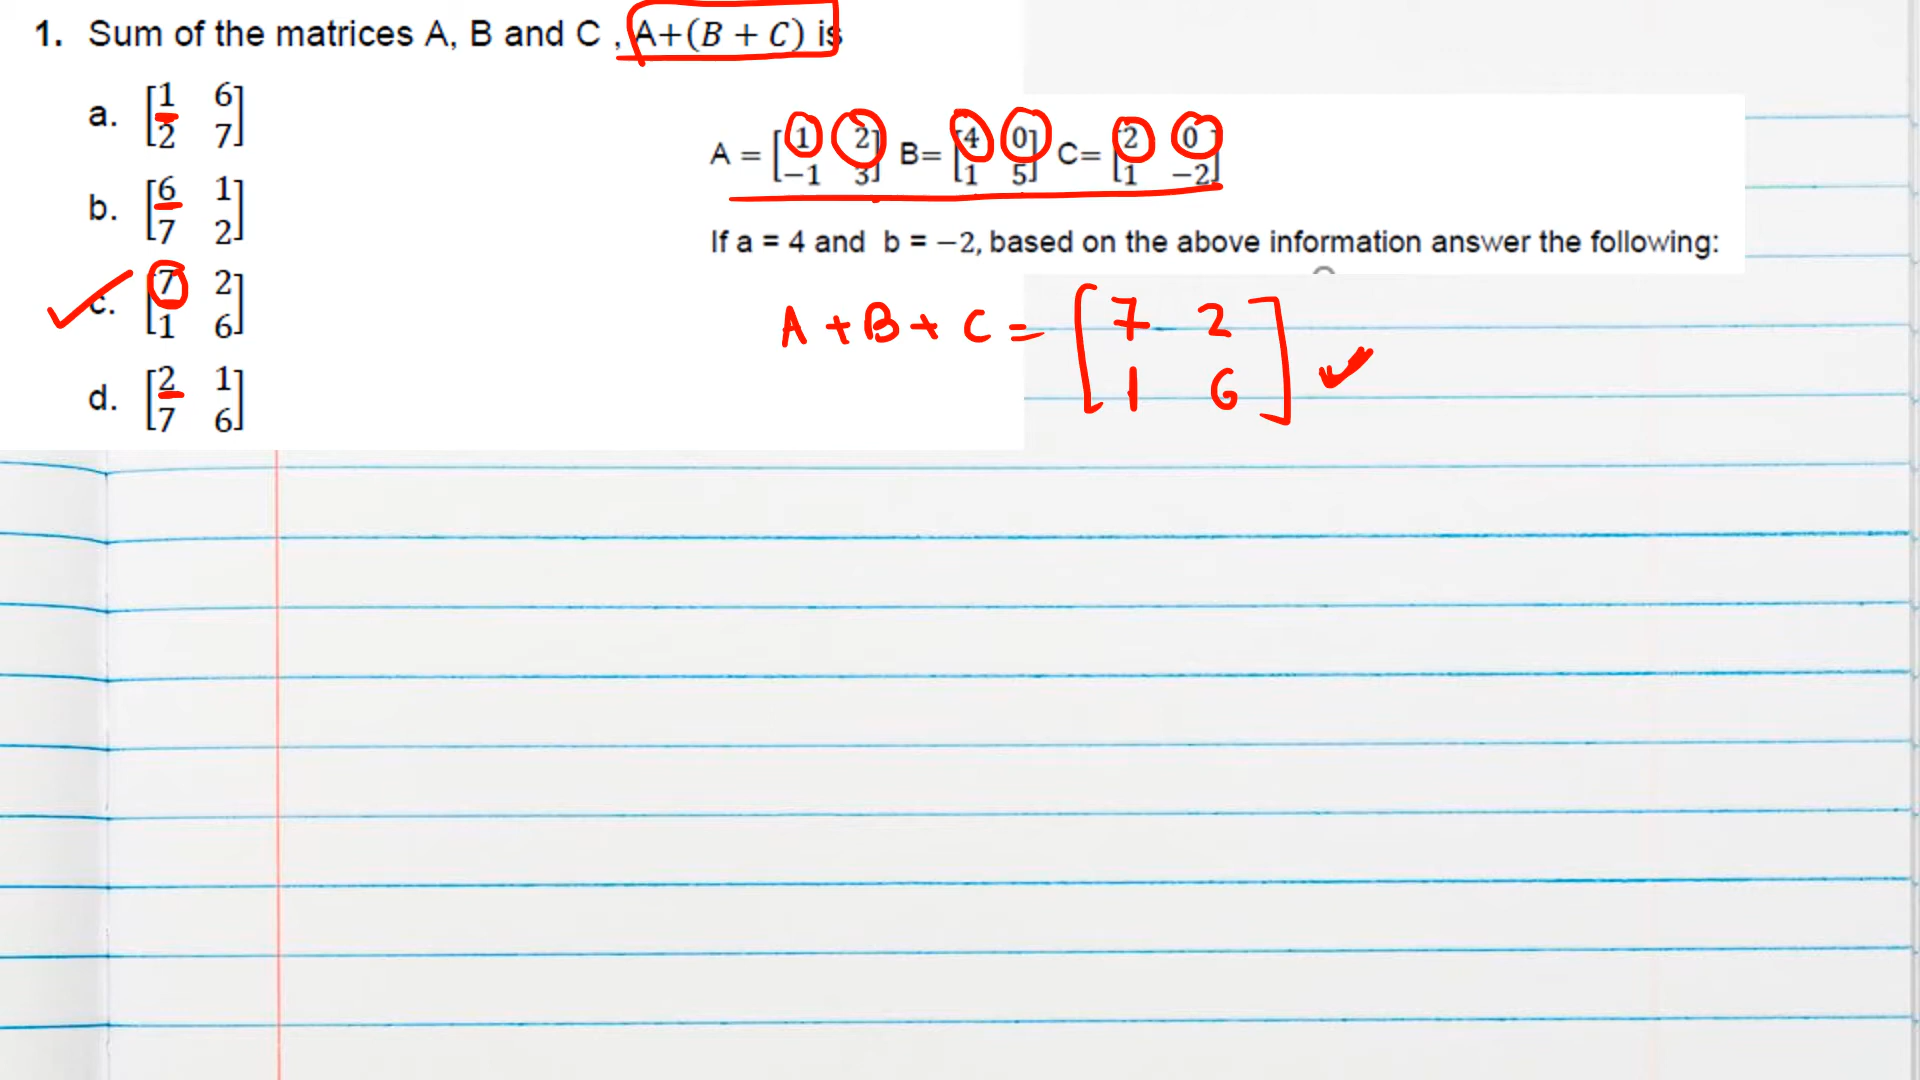 1. Sum of the matrices A, B and C , A+(B + C) is
a. [1 6
2 7]
b. [6 1
7 2]
c. [7 2
1 6]
d. [2 1
7 6]
A = [1 2 B= [4 0 C= [2 0
−1 3] 1 5] 1 −2]
If a = 4 and b = −2, based on the above information answer the following:
A + B + C = [7 2
1 6]